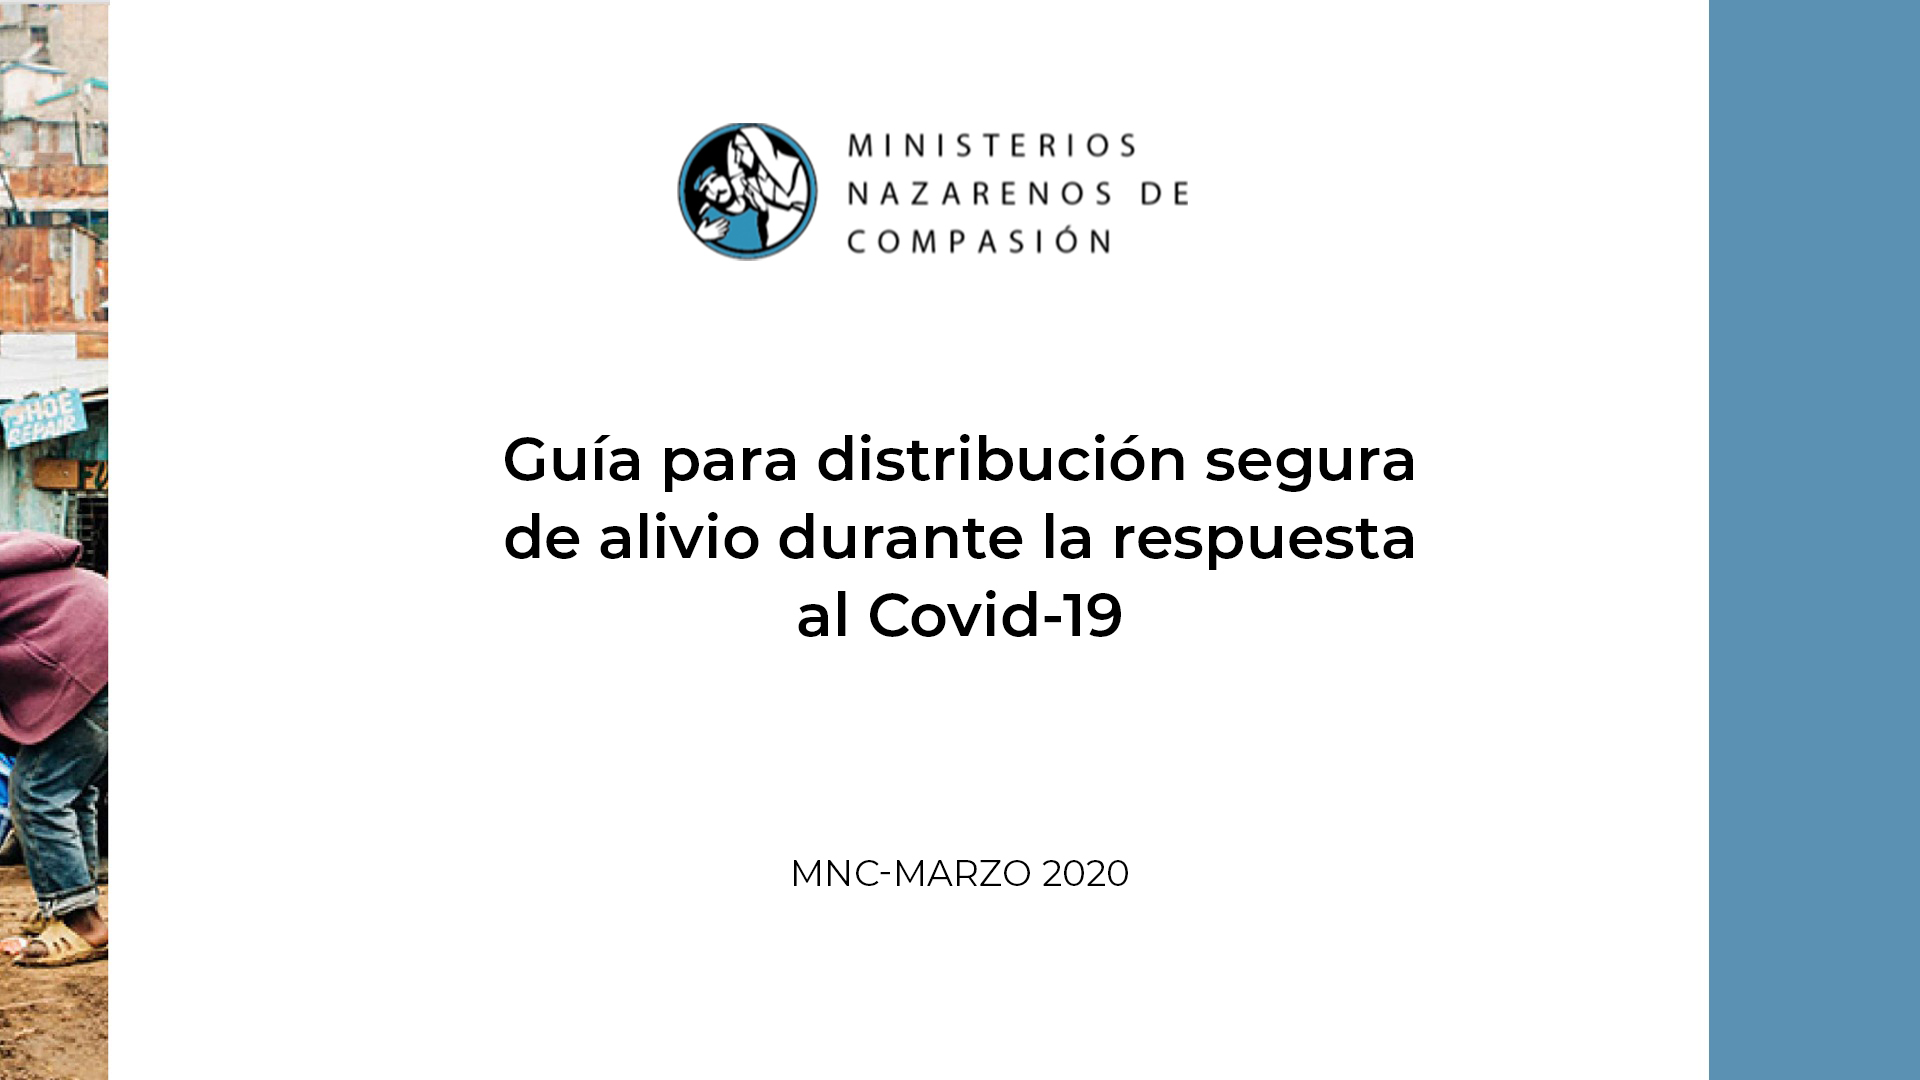 MINISTERIOS
NAZARENOS DE
COMPASIÓN
SHOE
REPAIR
Guía para distribución segura
de alivio durante la respuesta
al Covid-19
MNC-MARZO 2020